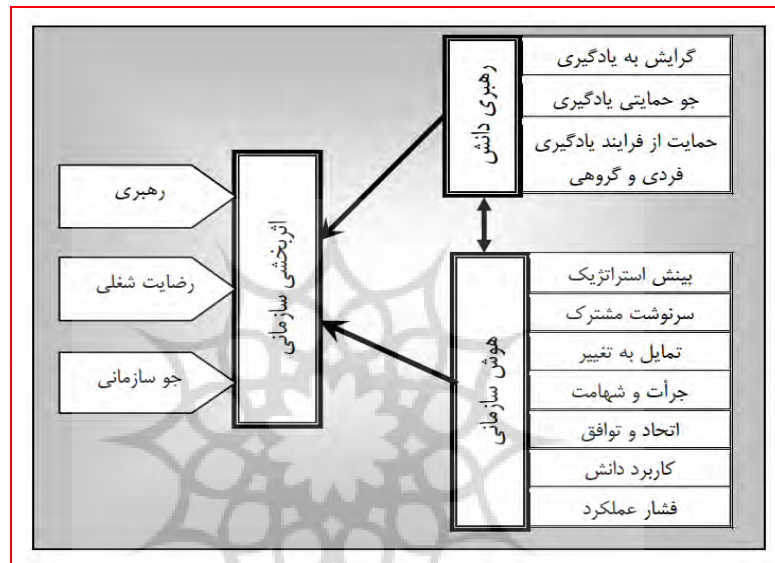 رهبری دانش
گرایش به یادگیری
جو حمایتی یادگیری
حمایت از فرایند یادگیری
فردی و گروهی
هوش سازمانی
بینش استراتژیک
سرنوشت مشترک
تمایل به تغییر
جرأت و شهامت
اتحاد و توافق
کاربرد دانش
فشار عملکرد
اثربخشی سازمانی
رهبری
رضایت شغلی
جو سازمانی